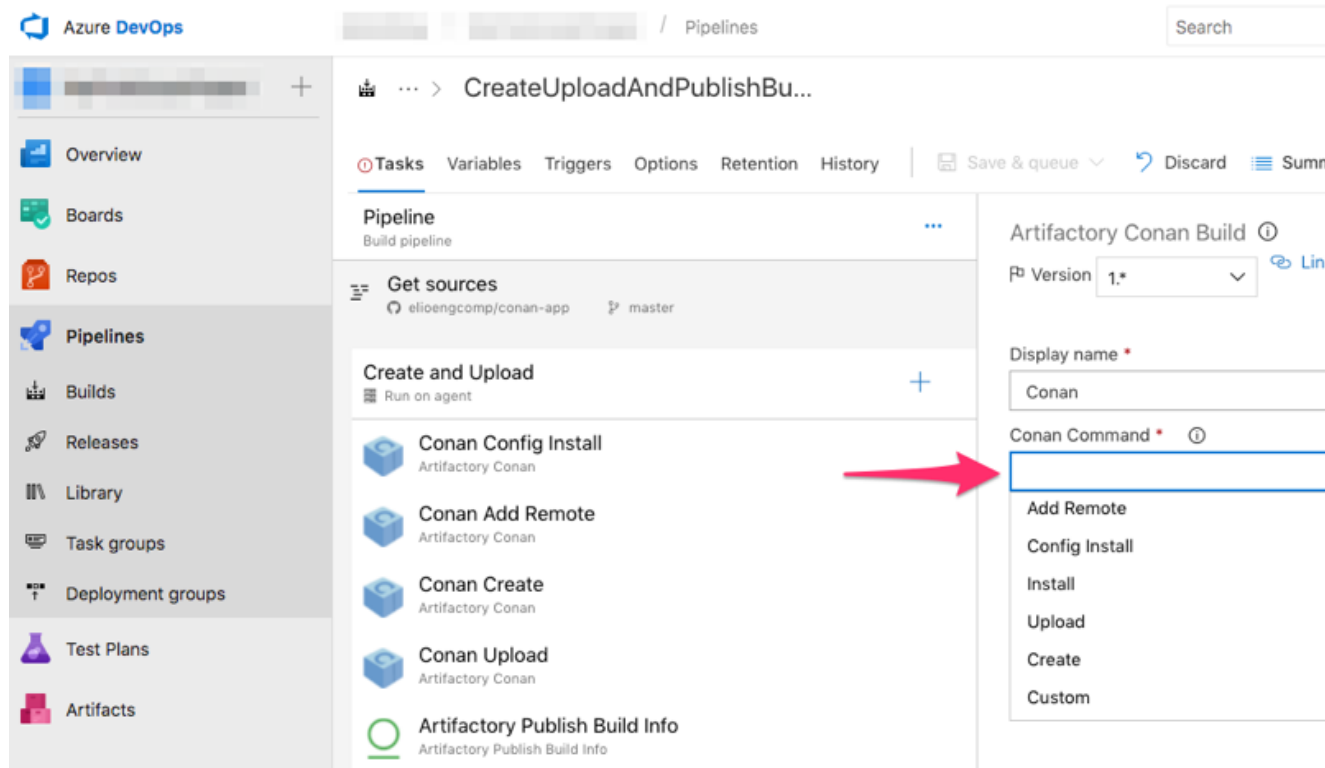 Azure DevOps
/ Pipelines
Search
CreateUploadAndPublishBu...
Overview
Boards
Repos
Pipelines
Builds
Releases
Library
Task groups
Deployment groups
Test Plans
Artifacts
Tasks Variables Triggers Options Retention History
Save & queue Discard Summ
Pipeline
Build pipeline
Get sources
elioengcomp/conan-app master
Create and Upload
Run on agent
Conan Config Install
Artifactory Conan
Conan Add Remote
Artifactory Conan
Conan Create
Artifactory Conan
Conan Upload
Artifactory Conan
Artifactory Publish Build Info
Artifactory Publish Build Info
Artifactory Conan Build
Version 1.* Lin
Display name *
Conan
Conan Command *
Add Remote
Config Install
Install
Upload
Create
Custom